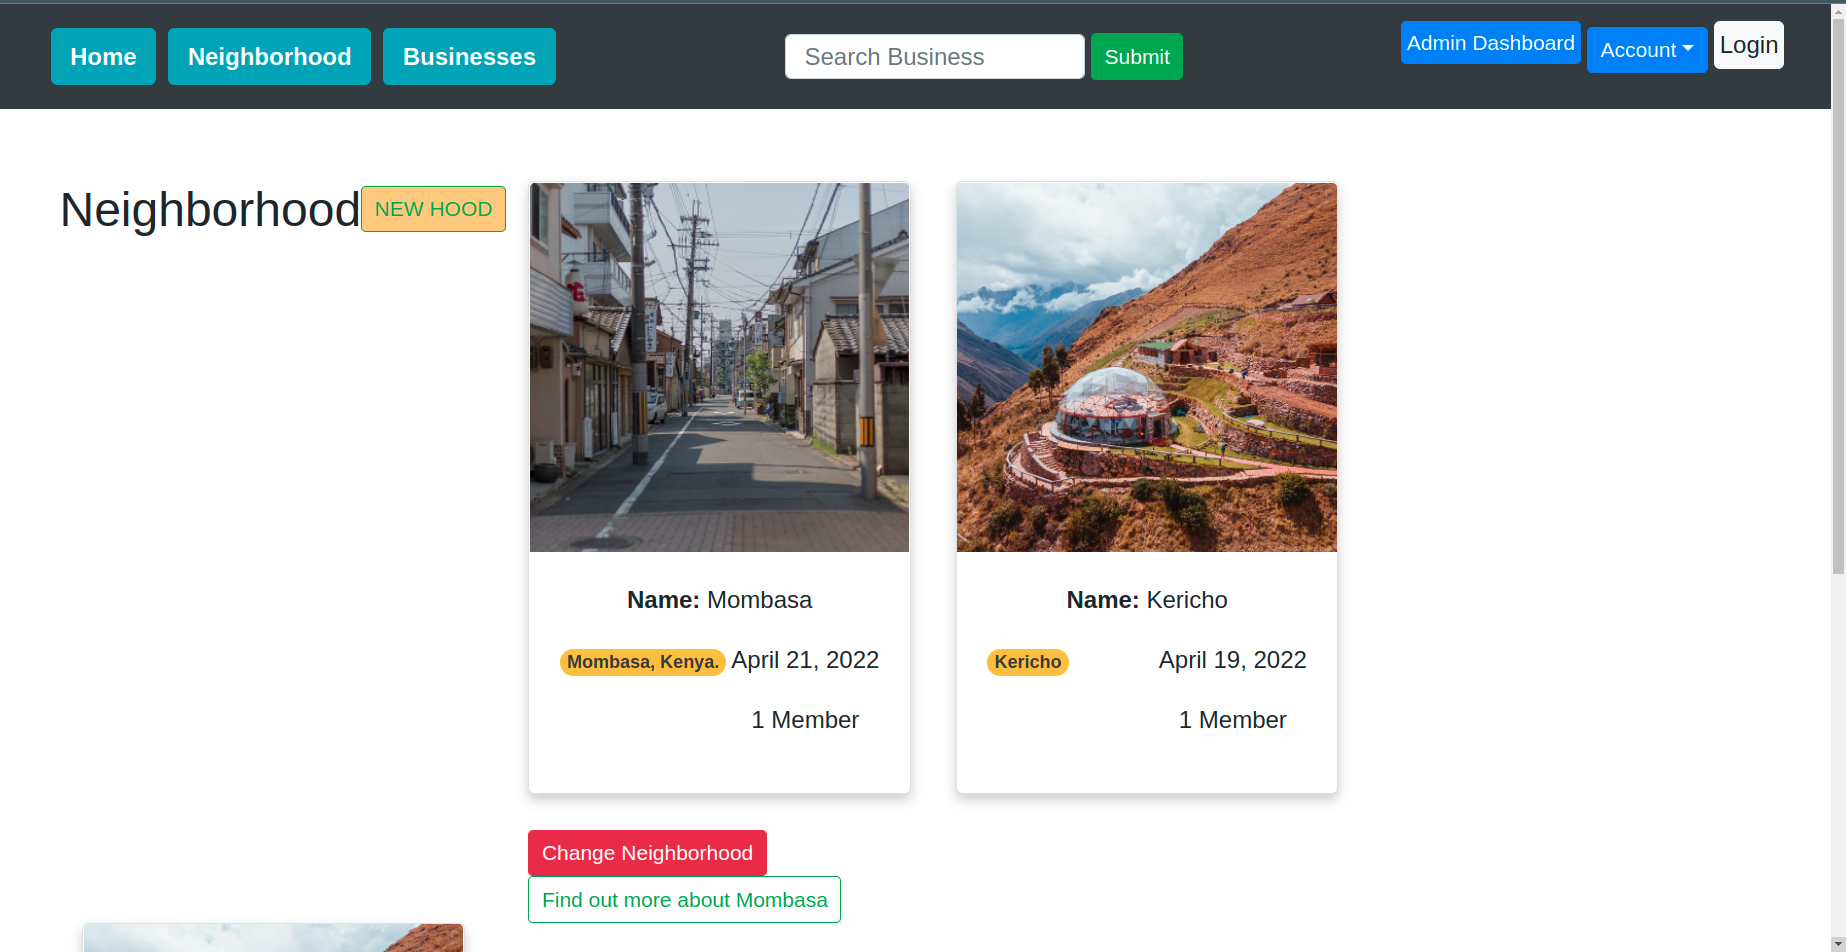 Home Neighborhood Businesses Search Business Submit Admin Dashboard Account Login
Neighborhood NEW HOOD
Name: Mombasa
Mombasa, Kenya. April 21, 2022
1 Member
Name: Kericho
Kericho April 19, 2022
1 Member
Change Neighborhood
Find out more about Mombasa